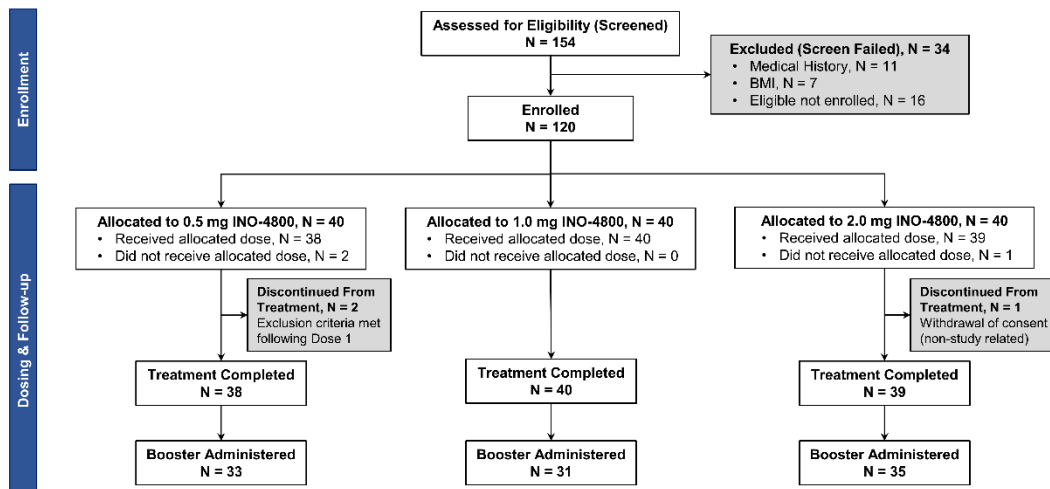 Enrollment
Assessed for Eligibility (Screened)
N = 154
Excluded (Screen Failed), N = 34
• Medical History, N = 11
• BMI, N = 7
• Eligible not enrolled, N = 16
Enrolled
N = 120
Dosing & Follow-up
Allocated to 0.5 mg INO-4800, N = 40
• Received allocated dose, N = 38
• Did not receive allocated dose, N = 2
Allocated to 1.0 mg INO-4800, N = 40
• Received allocated dose, N = 40
• Did not receive allocated dose, N = 0
Allocated to 2.0 mg INO-4800, N = 40
• Received allocated dose, N = 39
• Did not receive allocated dose, N = 1
Discontinued From
Treatment, N = 2
Exclusion criteria met
following Dose 1
Discontinued From
Treatment, N = 1
Withdrawal of consent
(non-study related)
Treatment Completed
N = 38
Treatment Completed
N = 40
Treatment Completed
N = 39
Booster Administered
N = 33
Booster Administered
N = 31
Booster Administered
N = 35